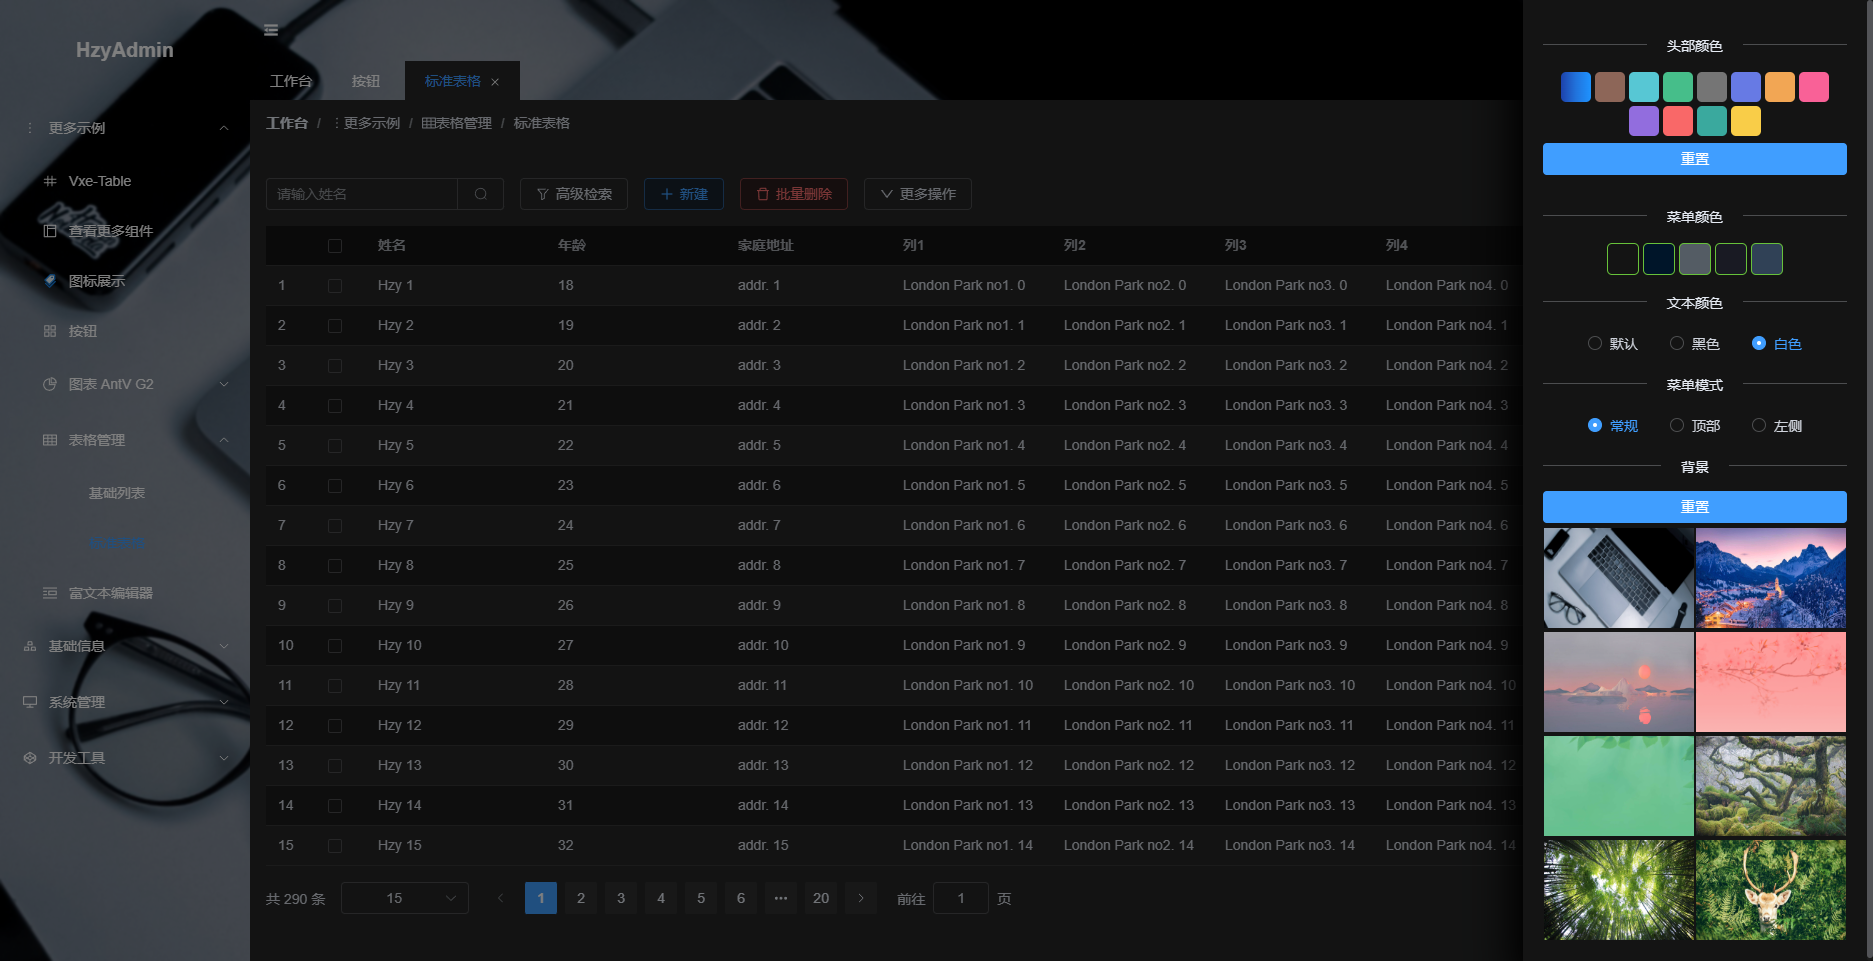 HzyAdmin
更多示例
Vxe-Table
查看更多组件
图标展示
按钮
图表 AntV G2
表格管理
基础列表
富文本编辑器
基础信息
系统管理
开发工具
工作台 按钮 标准表格
工作台 / 更多示例 / 表格管理 / 标准表格
请输入姓名 高级检索 新建 批量删除 更多操作
姓名 年龄 家庭地址 列1 列2 列3 列4
1 Hzy 1 18 addr. 1 London Park no1. 0 London Park no2. 0 London Park no3. 0 London Park no4. 0
2 Hzy 2 19 addr. 2 London Park no1. 1 London Park no2. 1 London Park no3. 1 London Park no4. 1
3 Hzy 3 20 addr. 3 London Park no1. 2 London Park no2. 2 London Park no3. 2 London Park no4. 2
4 Hzy 4 21 addr. 4 London Park no1. 3 London Park no2. 3 London Park no3. 3 London Park no4. 3
5 Hzy 5 22 addr. 5 London Park no1. 4 London Park no2. 4 London Park no3. 4 London Park no4. 4
6 Hzy 6 23 addr. 6 London Park no1. 5 London Park no2. 5 London Park no3. 5 London Park no4. 5
7 Hzy 7 24 addr. 7 London Park no1. 6 London Park no2. 6 London Park no3. 6 London Park no4. 6
8 Hzy 8 25 addr. 8 London Park no1. 7 London Park no2. 7 London Park no3. 7 London Park no4. 7
9 Hzy 9 26 addr. 9 London Park no1. 8 London Park no2. 8 London Park no3. 8 London Park no4. 8
10 Hzy 10 27 addr. 10 London Park no1. 9 London Park no2. 9 London Park no3. 9 London Park no4. 9
11 Hzy 11 28 addr. 11 London Park no1. 10 London Park no2. 10 London Park no3. 10 London Park no4. 10
12 Hzy 12 29 addr. 12 London Park no1. 11 London Park no2. 11 London Park no3. 11 London Park no4. 11
13 Hzy 13 30 addr. 13 London Park no1. 12 London Park no2. 12 London Park no3. 12 London Park no4. 12
14 Hzy 14 31 addr. 14 London Park no1. 13 London Park no2. 13 London Park no3. 13 London Park no4. 13
15 Hzy 15 32 addr. 15 London Park no1. 14 London Park no2. 14 London Park no3. 14 London Park no4. 14
共 290 条 15 1 2 3 4 5 6 ••• 20 前往 1 页
头部颜色
重置
菜单颜色
文本颜色
默认 黑色 白色
菜单模式
常规 顶部 左侧
背景
重置